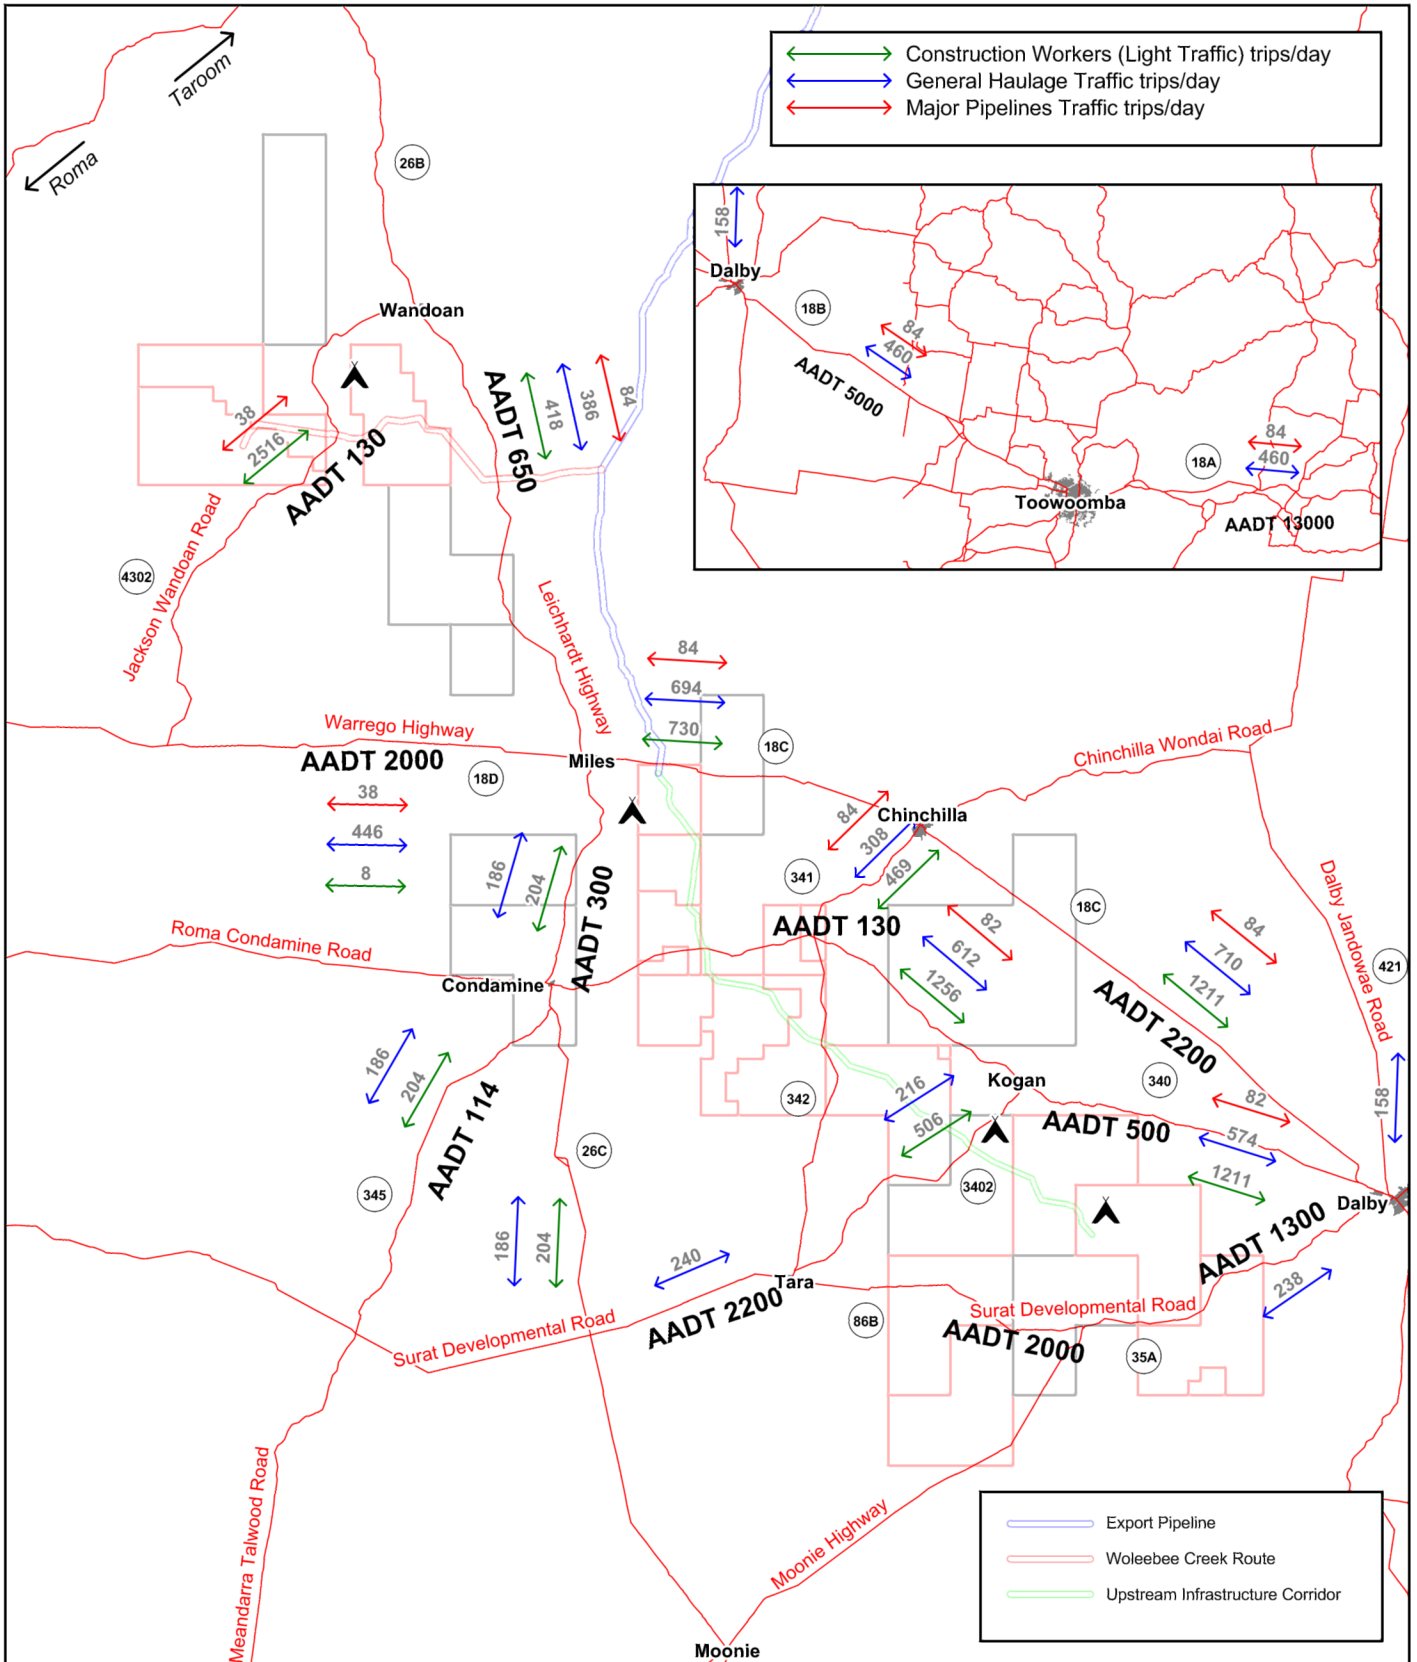 Taroom
Roma
Construction Workers (Light Traffic) trips/day
General Haulage Traffic trips/day
Major Pipelines Traffic trips/day
26B
158
Dalby
18B
84
460
AADT 5000
84
460
18A
Toowoomba
AADT 13000
Wandoan
AADT 650
418
386
84
38
2516
AADT 130
Jackson Wandoan Road
4302
Leichhardt Highway
84
694
730
18C
Warrego Highway
AADT 2000
Miles
18D
38
446
8
186
204
AADT 300
Chinchilla Wondai Road
Chinchilla
84
308
469
341
AADT 130
18C
82
612
1256
84
710
1211
AADT 2200
Dalby Jandowae Road
421
Roma Condamine Road
Condamine
186
204
AADT 114
345
26C
186
204
342
216
506
Kogan
340
AADT 500
82
574
1211
158
Dalby
3402
AADT 1300
238
240
Tara
AADT 2200
Surat Developmental Road
86B
Surat Developmental Road
AADT 2000
35A
Meandarra Talwood Road
Moonie Highway
Moonie
Export Pipeline
Woleebee Creek Route
Upstream Infrastructure Corridor